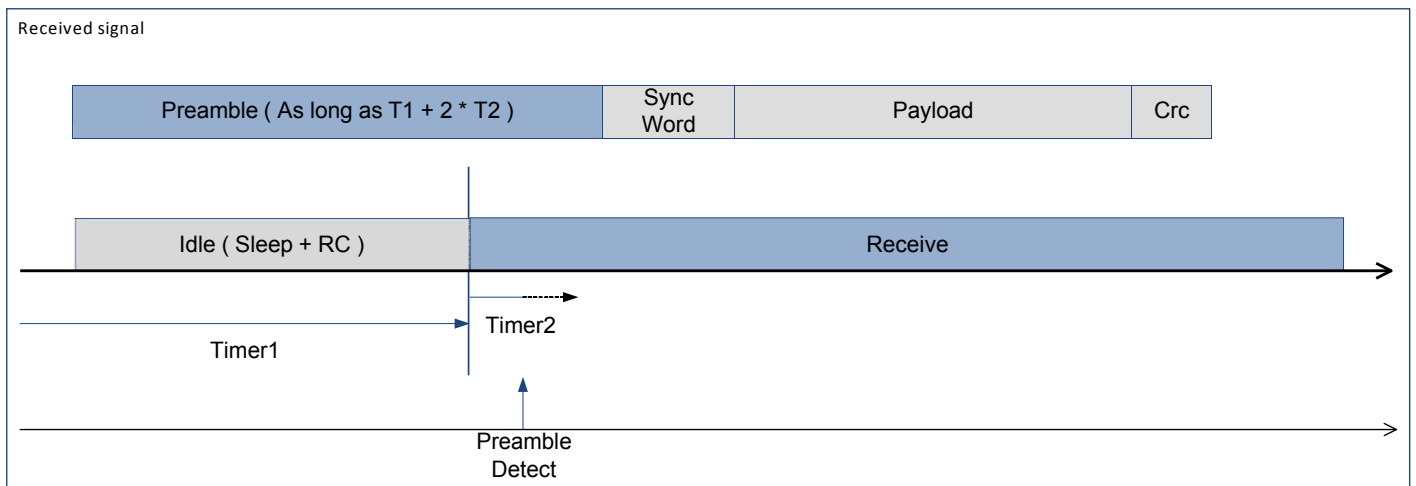 Received signal
Preamble ( As long as T1 + 2 * T2 )
Sync
Word
Payload
Crc
Idle ( Sleep + RC )
Receive
Timer2
Timer1
Preamble
Detect